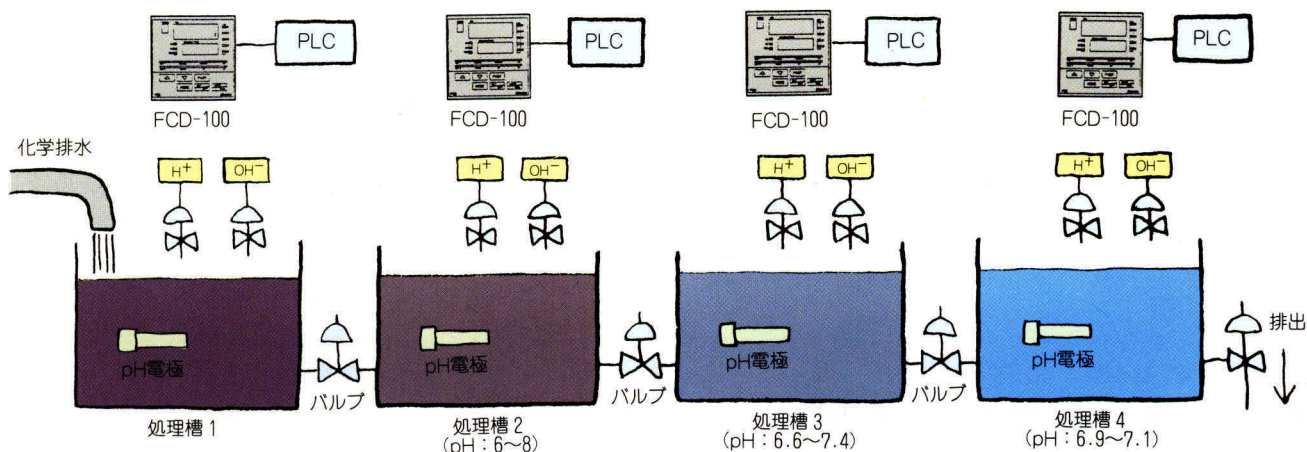 PLC
PLC
PLC
PLC
FCD-100
FCD-100
FCD-100
FCD-100
化学排水
H⁺
OH⁻
H⁺
OH⁻
H⁺
OH⁻
H⁺
OH⁻
pH電極
pH電極
pH電極
pH電極
排出
バルブ
バルブ
バルブ
処理槽1
処理槽2
(pH:6〜8)
処理槽3
(pH:6.6〜7.4)
処理槽4
(pH:6.9〜7.1)